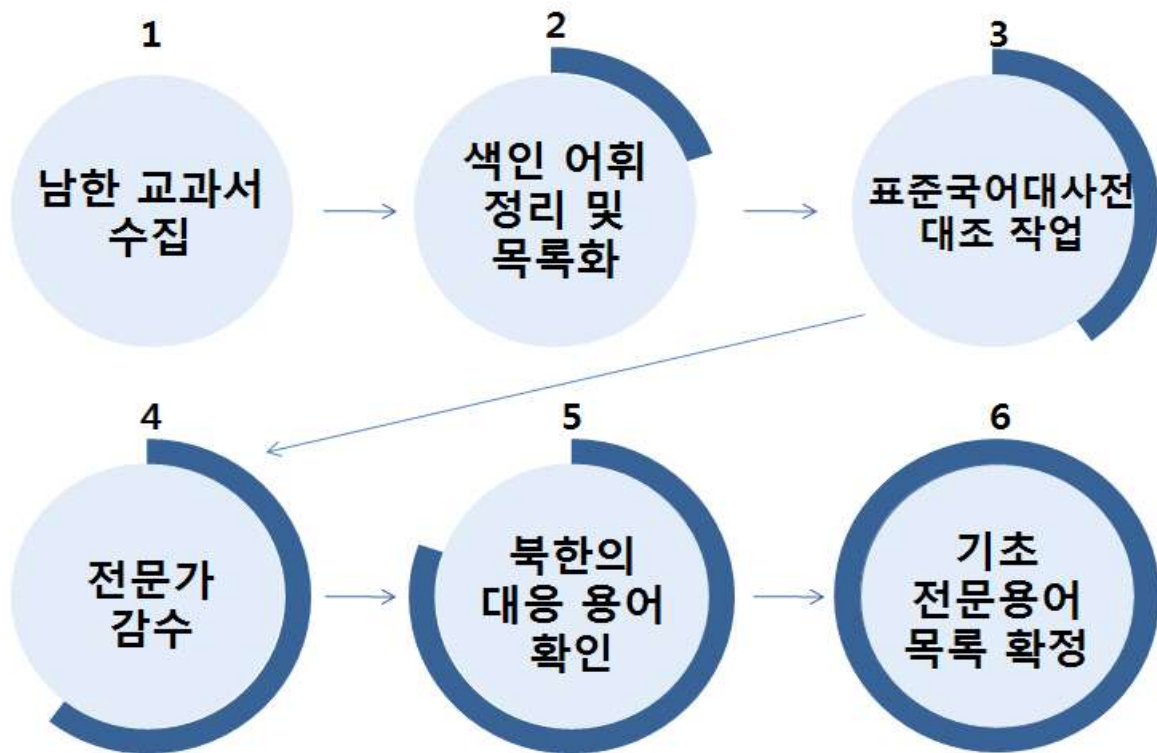 1
남한 교과서
수집
2
색인 어휘
정리 및
목록화
3
표준국어대사전
대조 작업
4
전문가
감수
5
북한의
대응 용어
확인
6
기초
전문용어
목록 확정